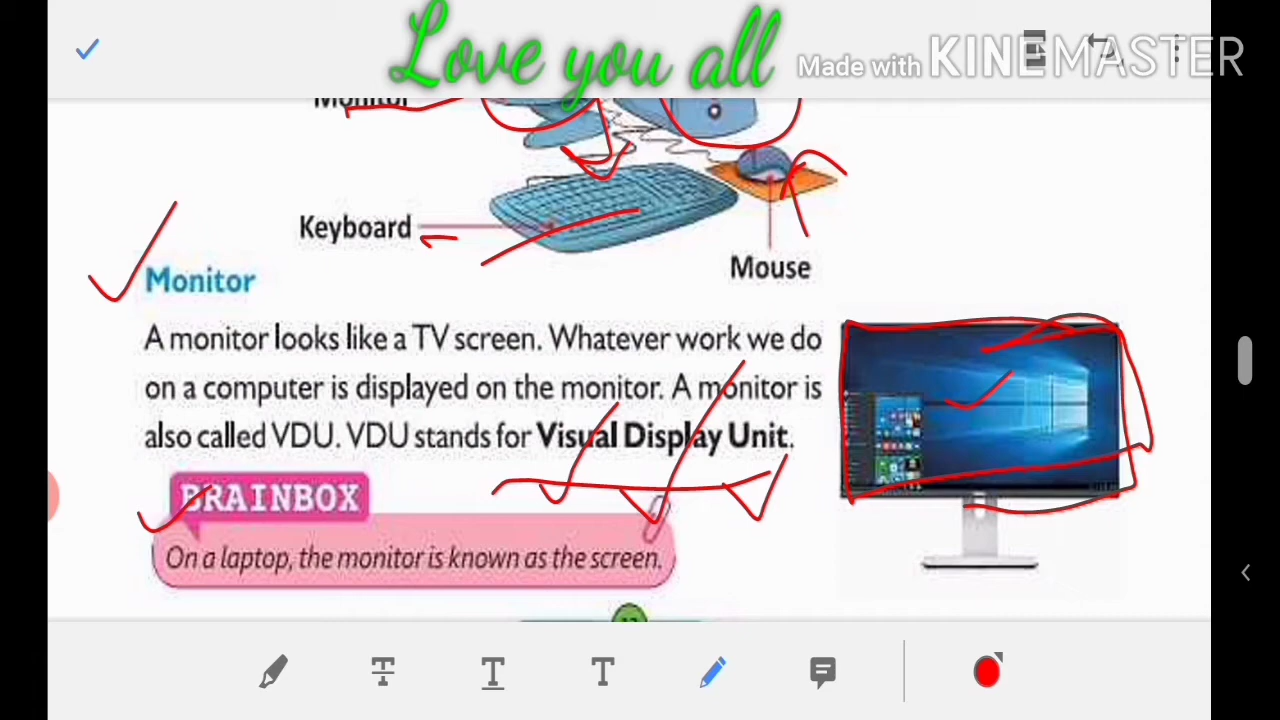 Love you all
Made with KINEMASTER
Monitor
Keyboard
Mouse
Monitor
A monitor looks like a TV screen. Whatever work we do
on a computer is displayed on the monitor. A monitor is
also called VDU. VDU stands for Visual Display Unit.
BRAINBOX
On a laptop, the monitor is known as the screen.
T T T